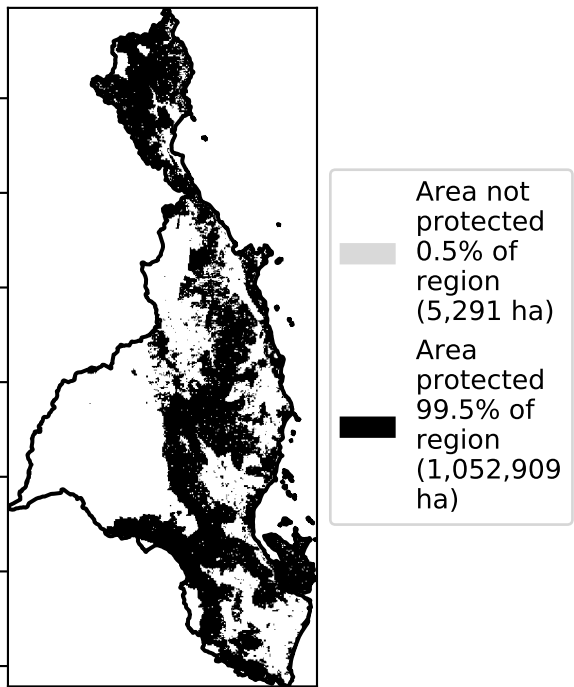 Area not
protected
0.5% of
region
(5,291 ha)
Area
protected
99.5% of
region
(1,052,909
ha)